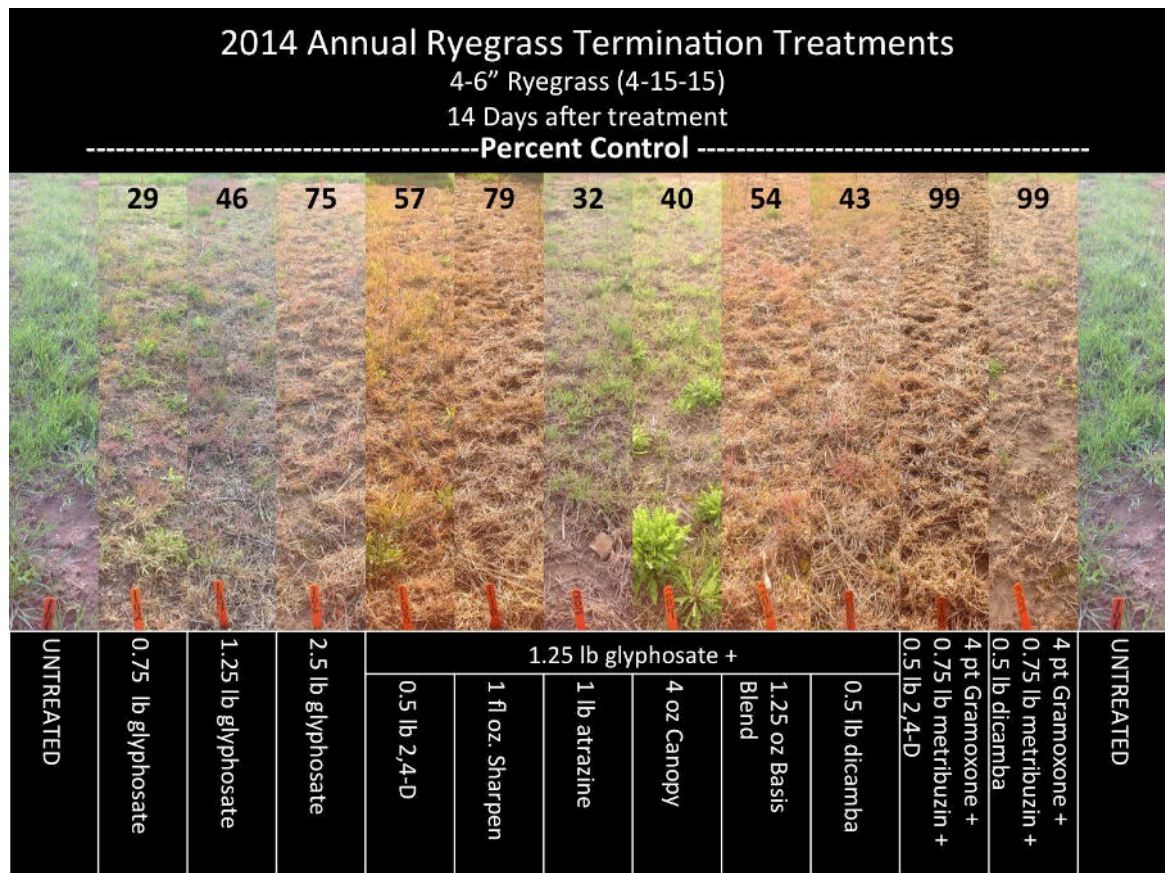 2014 Annual Ryegrass Termination Treatments
4-6” Ryegrass (4-15-15)
14 Days after treatment
----------------------------------------Percent Control ----------------------------------------
29 46 75 57 79 32 40 54 43 99 99
UNTREATED
0.75 lb glyphosate
1.25 lb glyphosate
2.5 lb glyphosate
1.25 lb glyphosate +
0.5 lb 2,4-D
1 fl oz. Sharpen
1 lb atrazine
4 oz Canopy
1.25 oz Basis
Blend
0.5 lb dicamba
4 pt Gramoxone +
0.75 lb metribuzin +
0.5 lb 2,4-D
4 pt Gramoxone +
0.75 lb metribuzin +
0.5 lb dicamba
UNTREATED